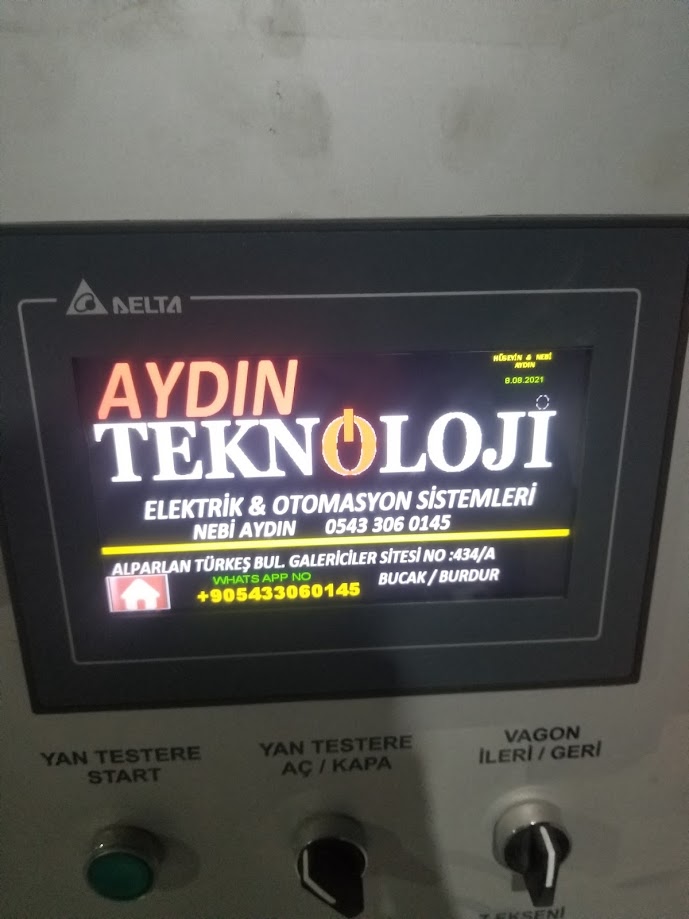 DELTA
HÜSEYİN & NEBİ
AYDIN
8.08.2021
AYDIN
TEKNOLOJİ
ELEKTRİK & OTOMASYON SİSTEMLERİ
NEBİ AYDIN 0543 306 0145
ALPARLAN TÜRKEŞ BUL. GALERİCİLER SİTESİ NO :434/A
WHATS APP NO
BUCAK / BURDUR
+905433060145
YAN TESTERE
START
YAN TESTERE
AÇ / KAPA
VAGON
İLERİ / GERİ